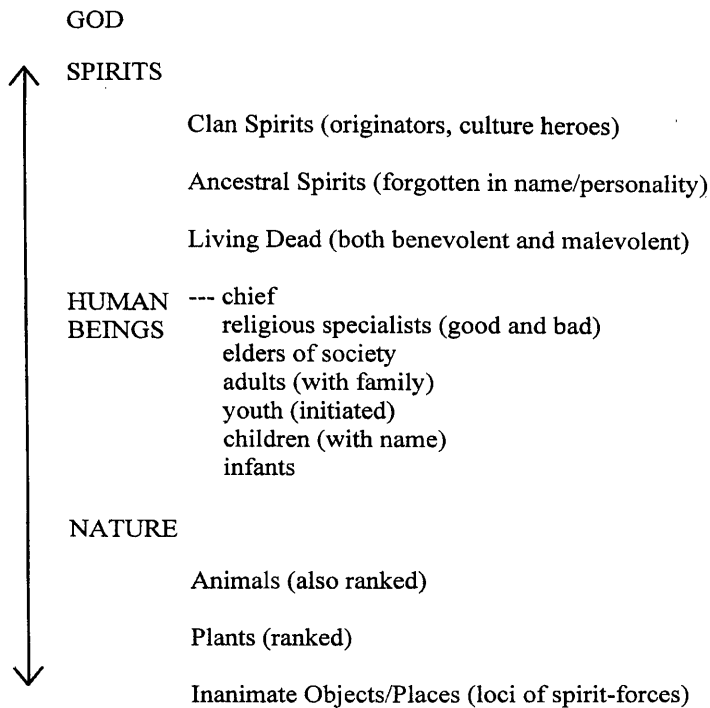 GOD
SPIRITS
Clan Spirits (originators, culture heroes)
Ancestral Spirits (forgotten in name/personality)
Living Dead (both benevolent and malevolent)
HUMAN --- chief
BEINGS religious specialists (good and bad)
elders of society
adults (with family)
youth (initiated)
children (with name)
infants
NATURE
Animals (also ranked)
Plants (ranked)
Inanimate Objects/Places (loci of spirit-forces)